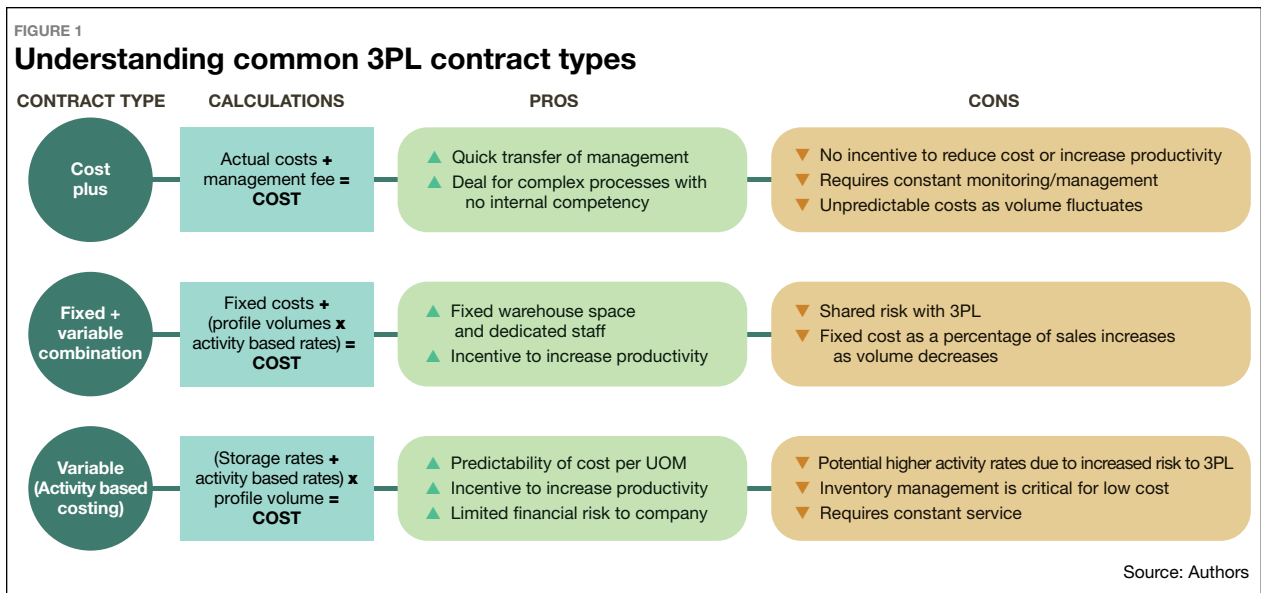 FIGURE 1
Understanding common 3PL contract types
CONTRACT TYPE
CALCULATIONS
PROS
CONS
Cost
plus
Actual costs +
management fee =
COST
▲ Quick transfer of management
▲ Deal for complex processes with
no internal competency
▼ No incentive to reduce cost or increase productivity
▼ Requires constant monitoring/management
▼ Unpredictable costs as volume fluctuates
Fixed +
variable
combination
Fixed costs +
(profile volumes x
activity based rates) =
COST
▲ Fixed warehouse space
and dedicated staff
▲ Incentive to increase productivity
▼ Shared risk with 3PL
▼ Fixed cost as a percentage of sales increases
as volume decreases
Variable
(Activity based
costing)
(Storage rates +
activity based rates) x
profile volume =
COST
▲ Predictability of cost per UOM
▲ Incentive to increase productivity
▲ Limited financial risk to company
▼ Potential higher activity rates due to increased risk to 3PL
▼ Inventory management is critical for low cost
▼ Requires constant service
Source: Authors